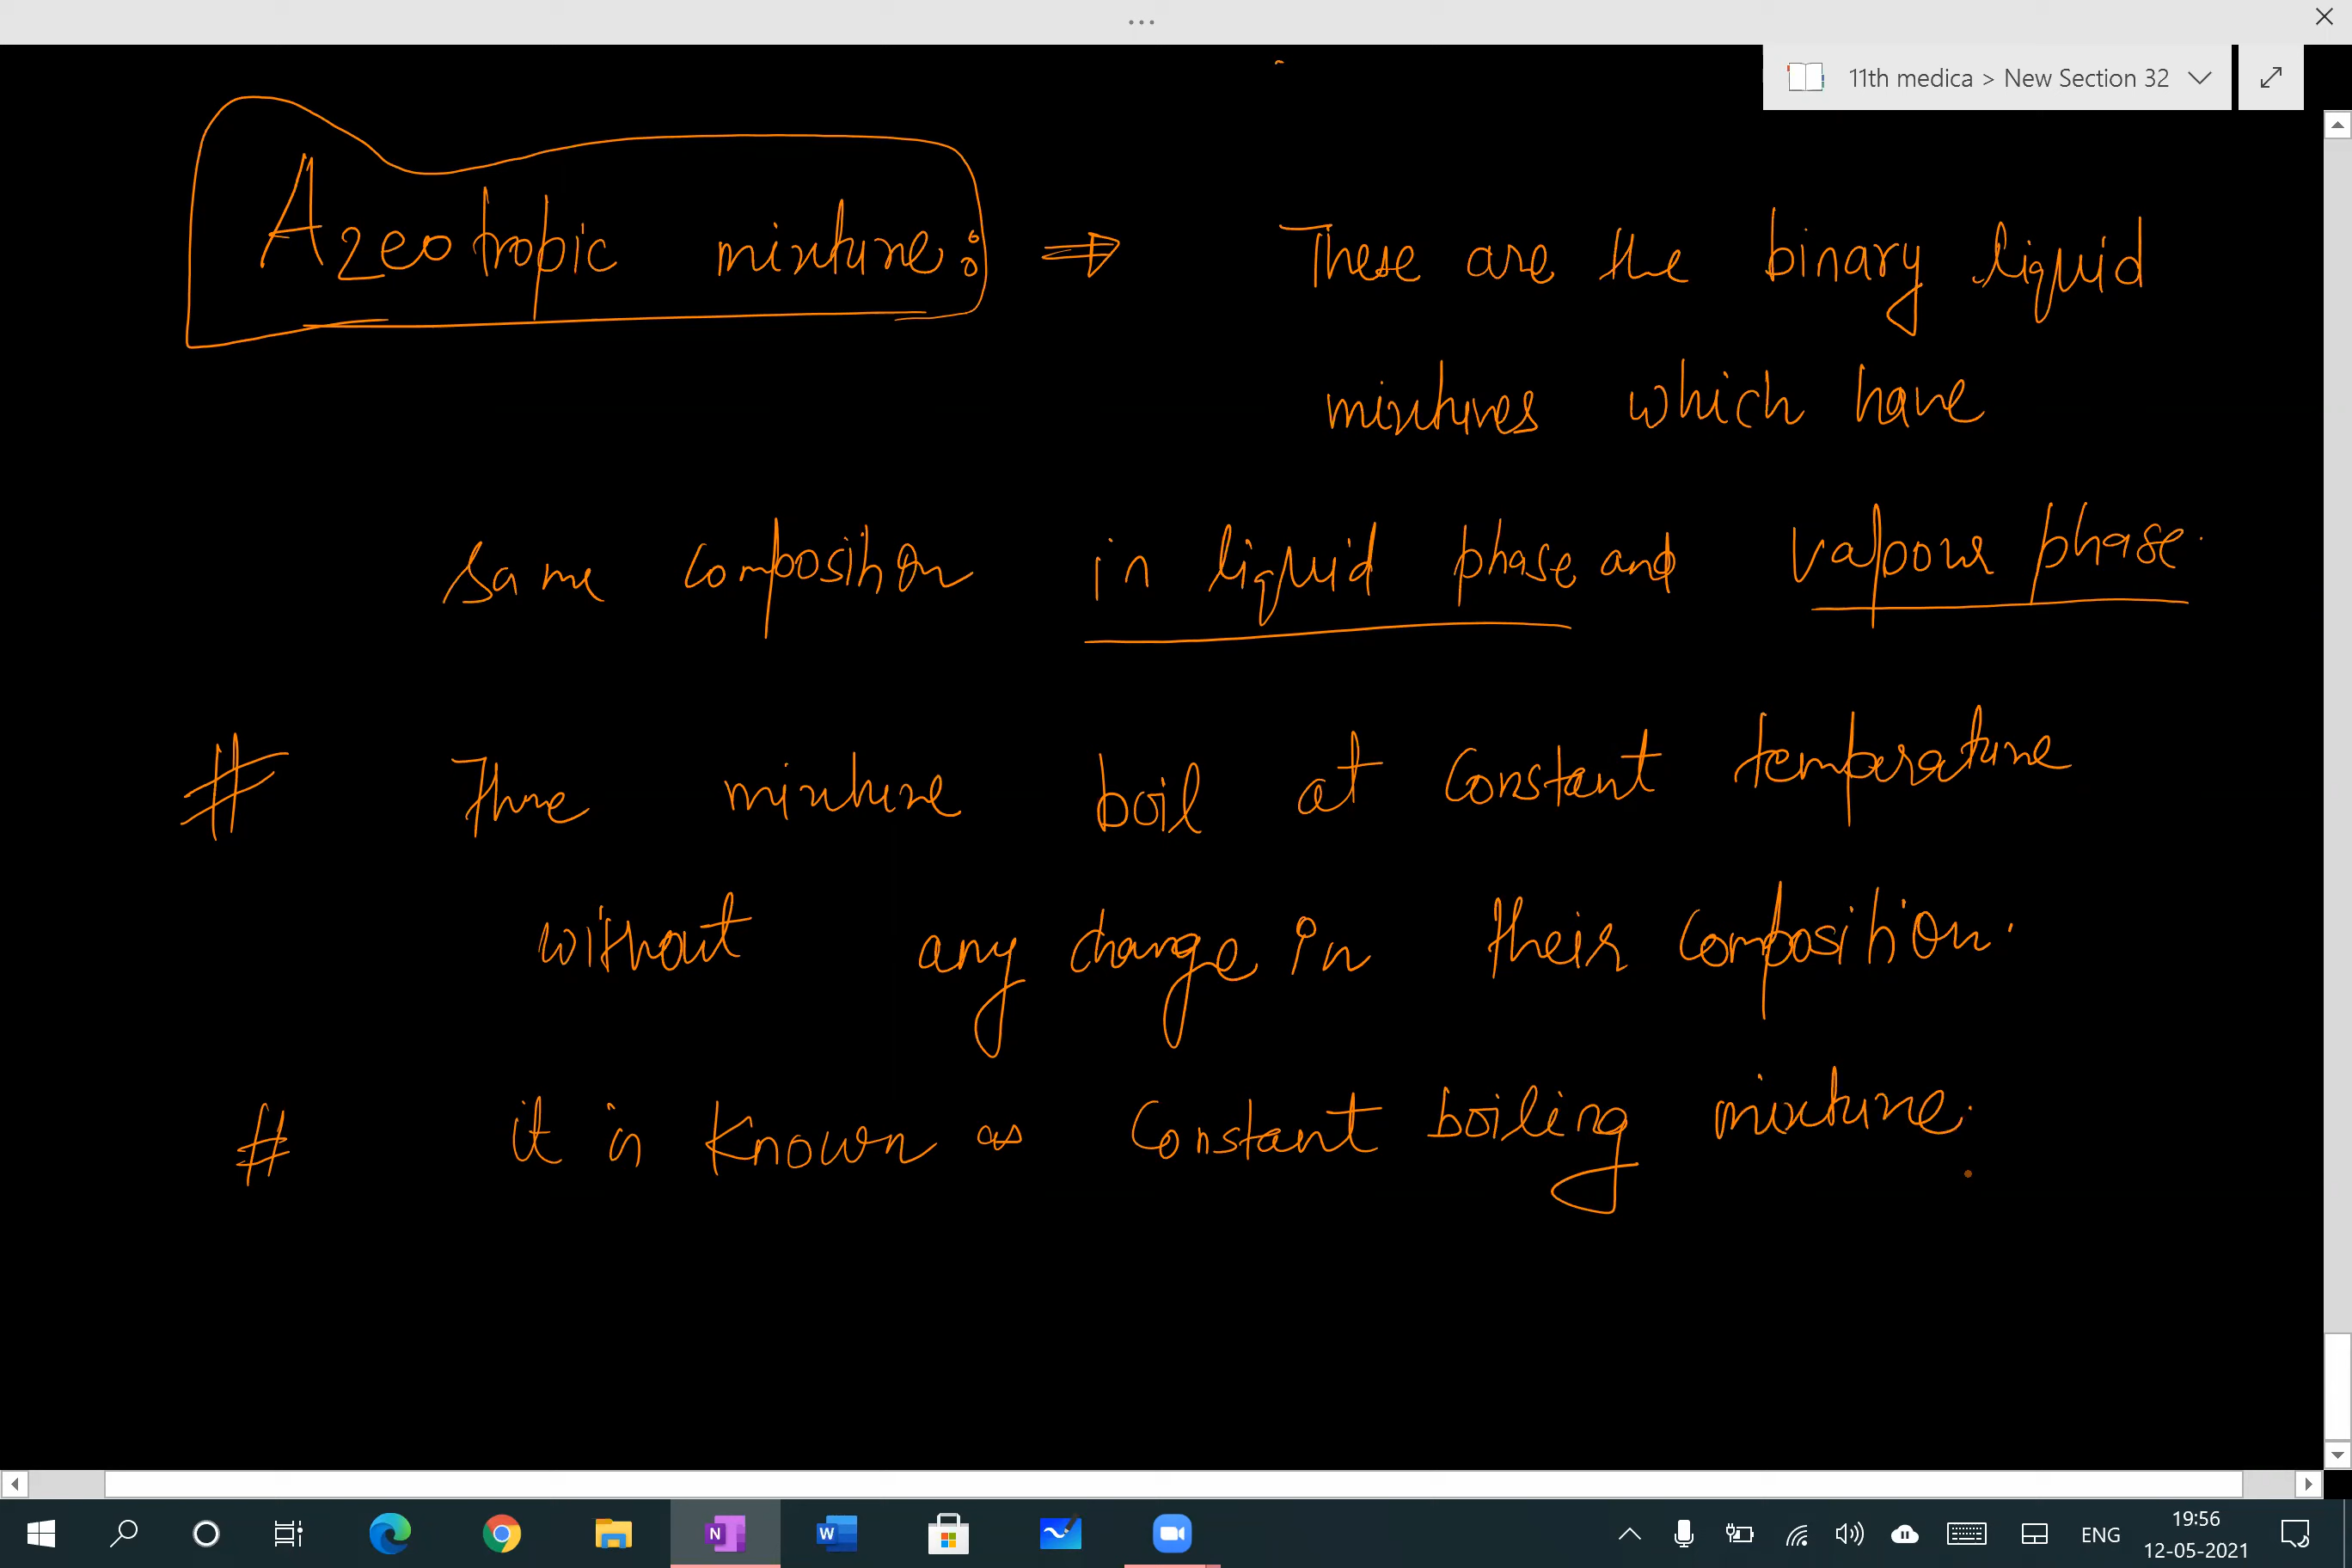 11th medica > New Section 32
Azeotropic mixture: ⇒ These are the binary liquid
mixtures which have
same composition in liquid phase and vapour phase.
# These mixture boil at constant temperature
without any change in their composition.
# it is known as constant boiling mixture.
ENG
19:56
12-05-2021